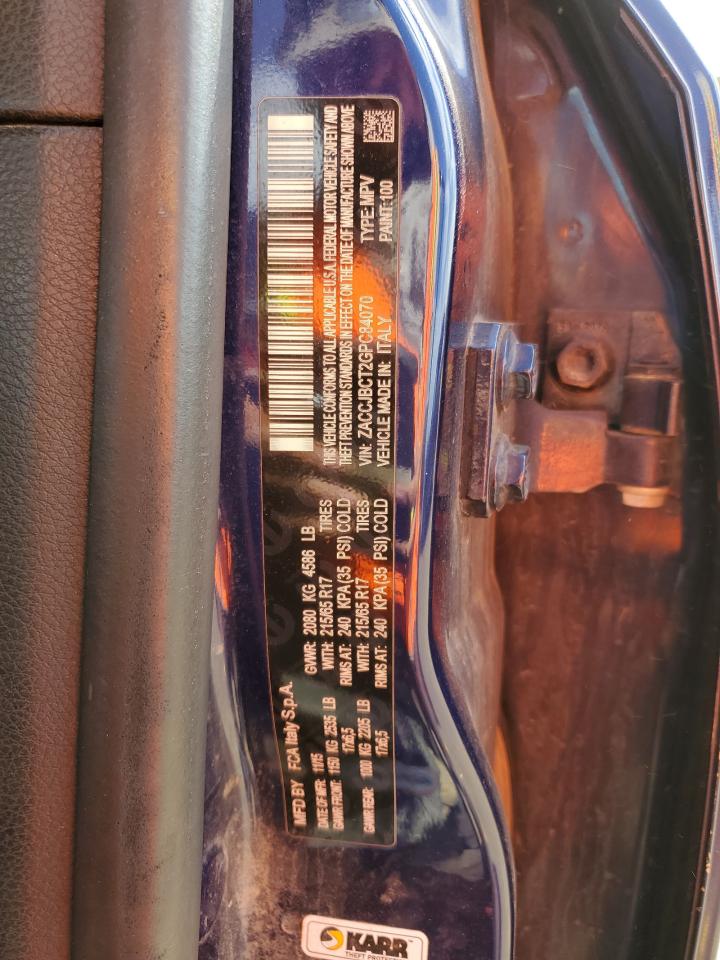 MFD BY FCA Italy S.p.A.
DATE OF MFR: 11/15 GVWR: 2080 KG 4586 LB
GAWR FRONT: 1150 KG 2535 LB WITH: 215/65 R17 TIRES
17x6,5 RIMS AT: 240 KPA (35 PSI) COLD
GAWR REAR: 1000 KG 2205 LB WITH: 215/65 R17 TIRES
17x6,5 RIMS AT: 240 KPA (35 PSI) COLD
THIS VEHICLE CONFORMS TO ALL APPLICABLE U.S.A. FEDERAL MOTOR VEHICLE SAFETY AND
THEFT PREVENTION STANDARDS IN EFFECT ON THE DATE OF MANUFACTURE SHOWN ABOVE
VIN: ZACCJBCT2GPC84070 TYPE: MPV
VEHICLE MADE IN: ITALY PAINT: 100
KARR
THEFT PROTECT